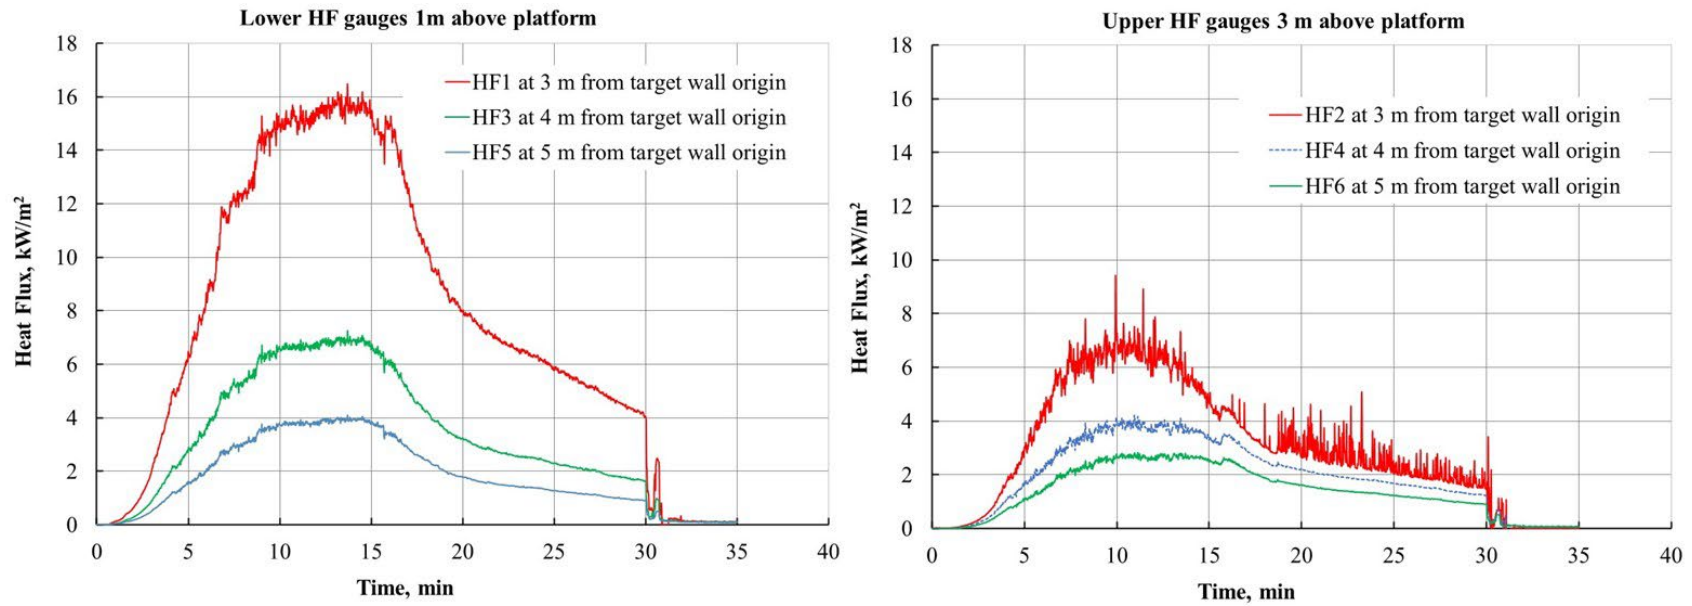 Lower HF gauges 1m above platform
18
16
14
12
10
8
6
4
2
0
Heat Flux, kW/m²
HF1 at 3 m from target wall origin
HF3 at 4 m from target wall origin
HF5 at 5 m from target wall origin
0 5 10 15 20 25 30 35 40
Time, min
Upper HF gauges 3 m above platform
18
16
14
12
10
8
6
4
2
0
Heat Flux, kW/m²
HF2 at 3 m from target wall origin
HF4 at 4 m from target wall origin
HF6 at 5 m from target wall origin
0 5 10 15 20 25 30 35 40
Time, min